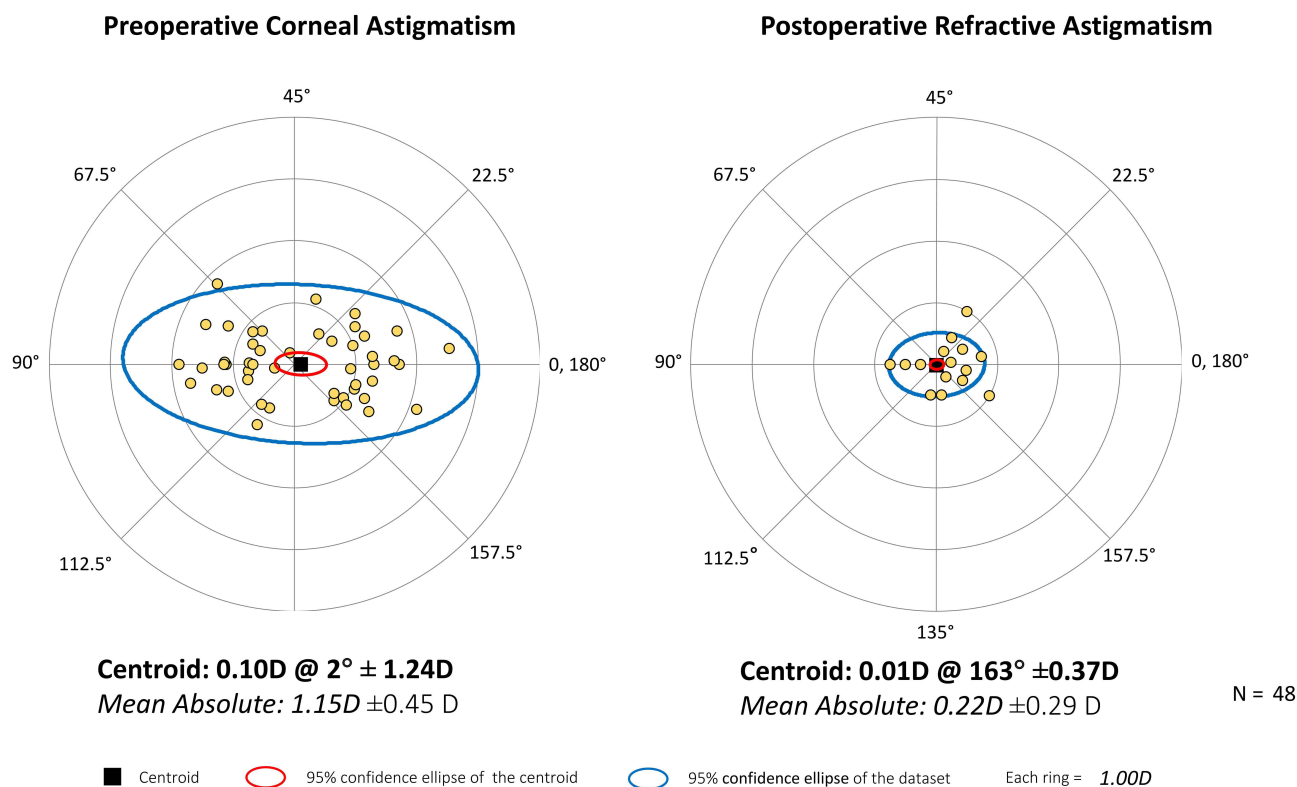 Preoperative Corneal Astigmatism
45°
67.5°
22.5°
90°
0, 180°
112.5°
157.5°
Centroid: 0.10D @ 2° ± 1.24D
Mean Absolute: 1.15D ±0.45 D
Postoperative Refractive Astigmatism
45°
67.5°
22.5°
90°
0, 180°
112.5°
157.5°
135°
Centroid: 0.01D @ 163° ±0.37D
Mean Absolute: 0.22D ±0.29 D
N = 48
Centroid
95% confidence ellipse of the centroid
95% confidence ellipse of the dataset
Each ring = 1.00D